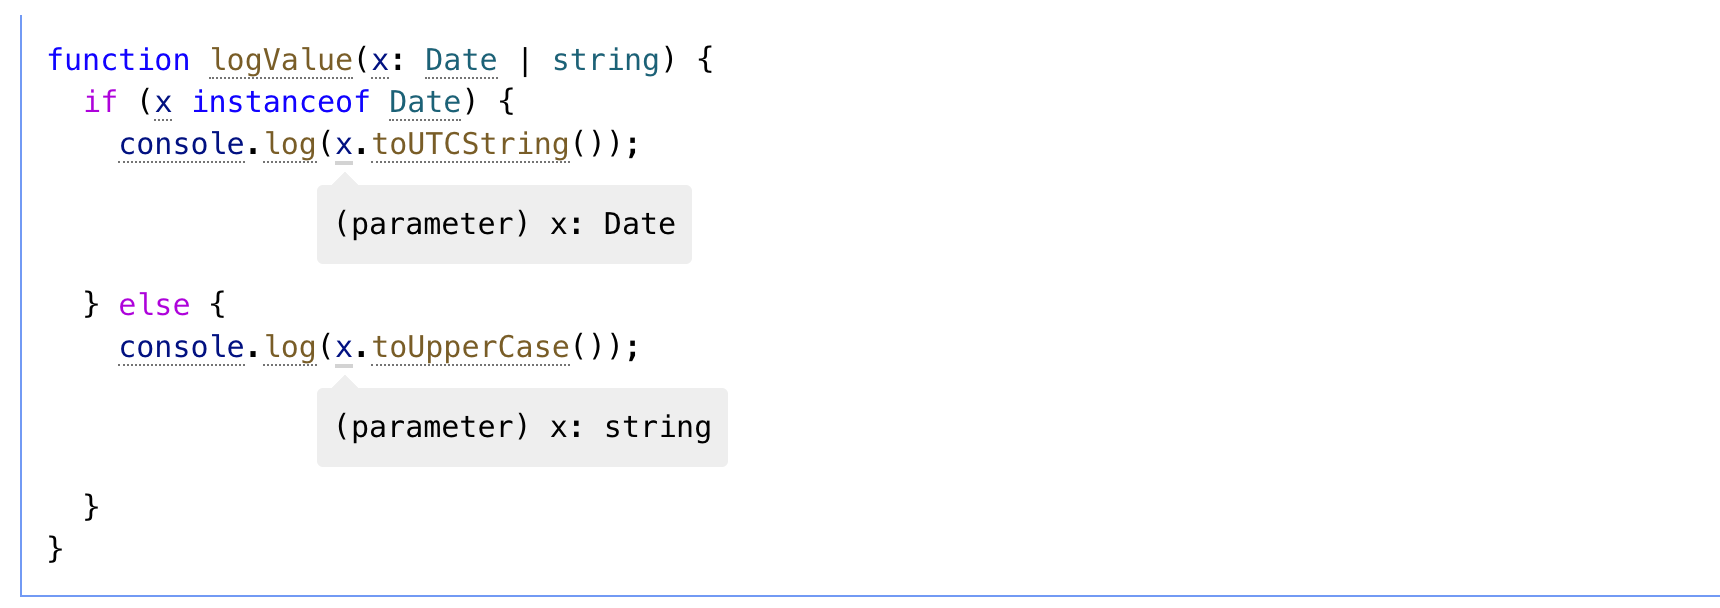 function logValue(x: Date | string) {
  if (x instanceof Date) {
    console.log(x.toUTCString());
(parameter) x: Date
  } else {
    console.log(x.toUpperCase());
(parameter) x: string
  }
}